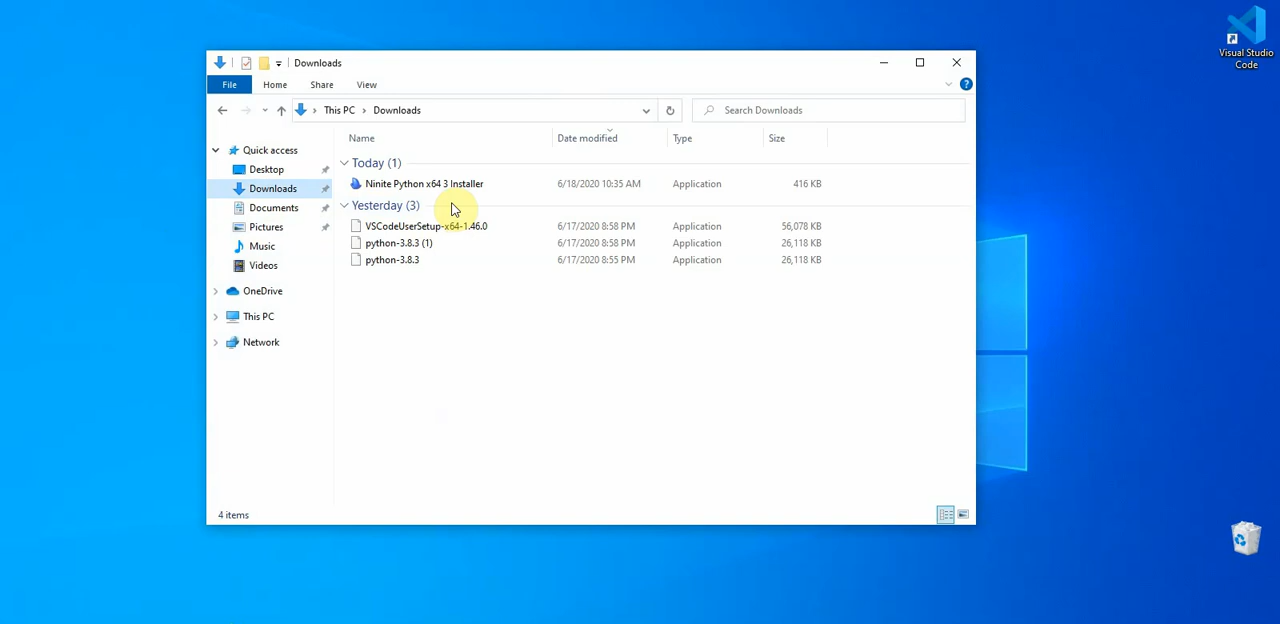 Downloads
File Home Share View
This PC Downloads Search Downloads
Name Date modified Type Size
Quick access
Desktop
Downloads
Documents
Pictures
Music
Videos
OneDrive
This PC
Network
Today (1)
Ninite Python x64 3 Installer 6/18/2020 10:35 AM Application 416 KB
Yesterday (3)
VSCodeUserSetup-x64-1.46.0 6/17/2020 8:58 PM Application 56,078 KB
python-3.8.3 (1) 6/17/2020 8:58 PM Application 26,118 KB
python-3.8.3 6/17/2020 8:55 PM Application 26,118 KB
4 items
Visual Studio
Code